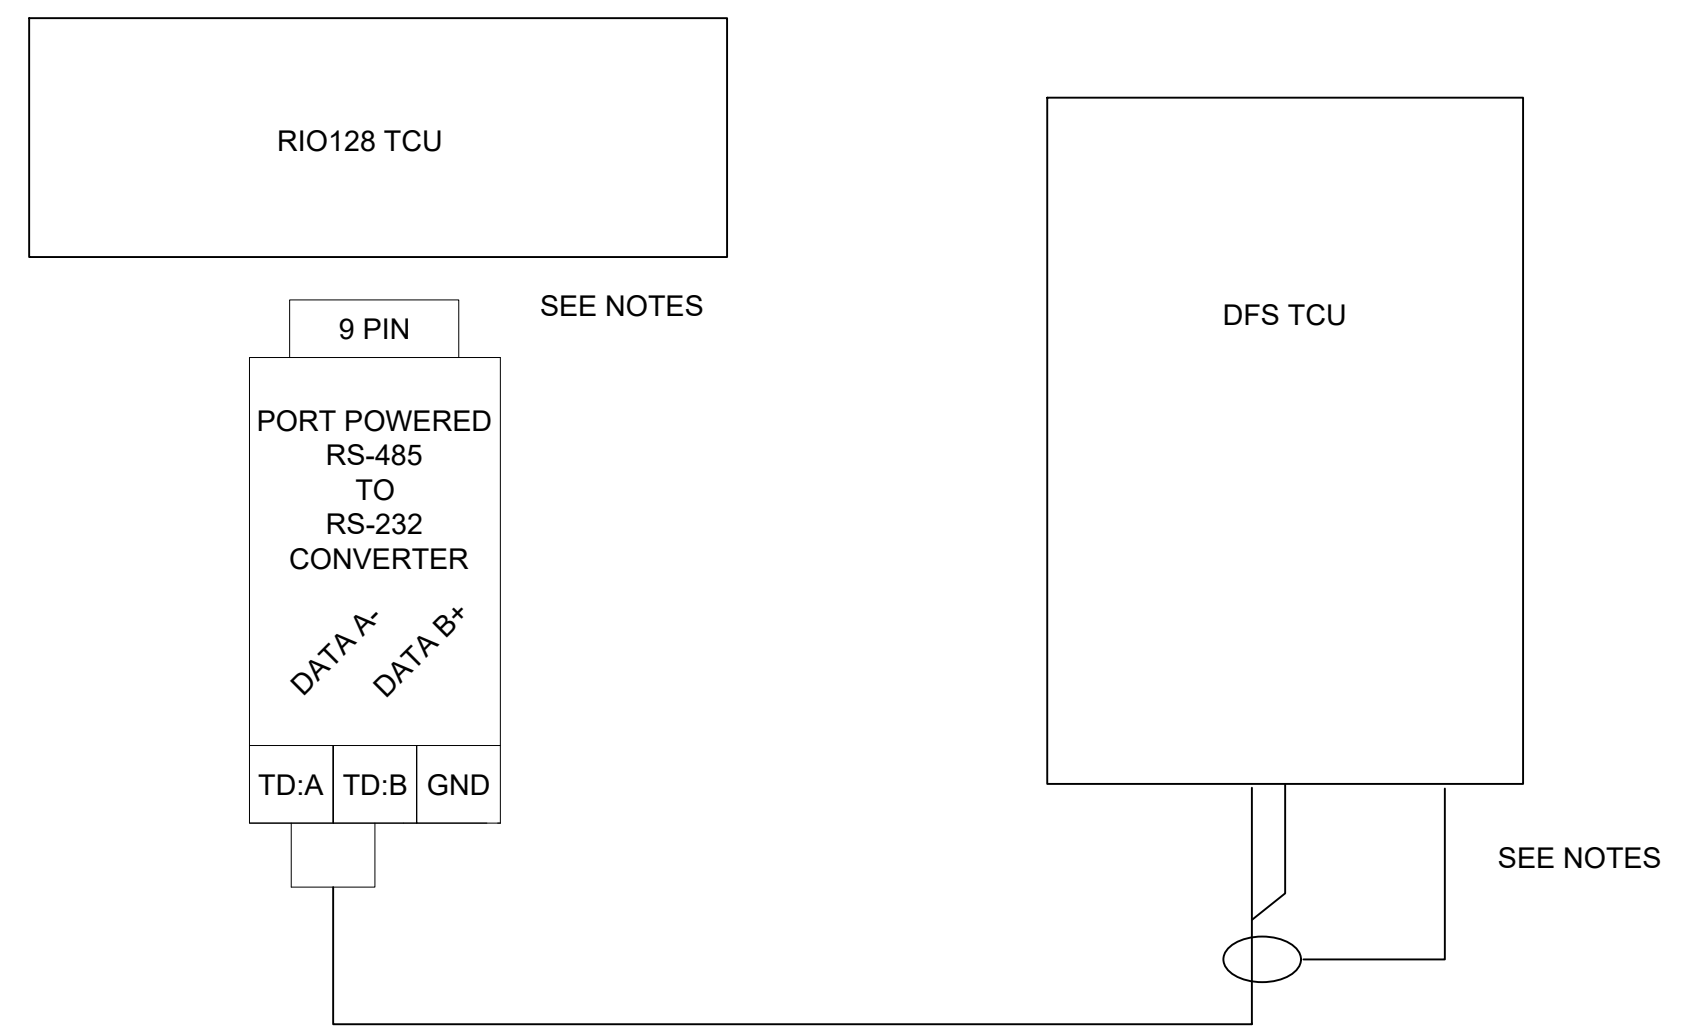 RIO128 TCU
SEE NOTES
9 PIN
DFS TCU
PORT POWERED
RS-485
TO
RS-232
CONVERTER
DATA A-
DATA B+
TD:A
TD:B
GND
SEE NOTES